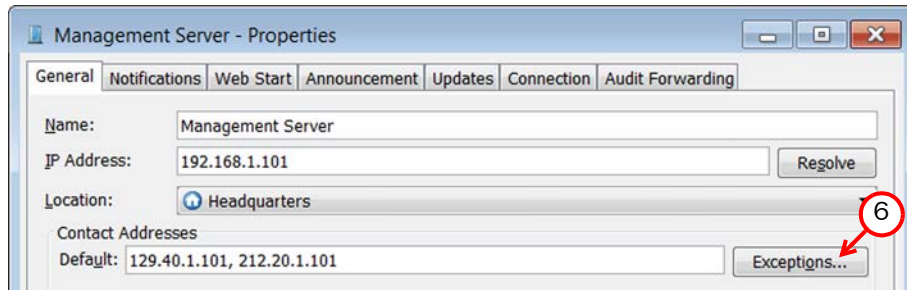 Management Server - Properties
General Notifications Web Start Announcement Updates Connection Audit Forwarding
Name: Management Server
IP Address: 192.168.1.101 Resolve
Location: Headquarters
6
Contact Addresses
Default: 129.40.1.101, 212.20.1.101 Exceptions...